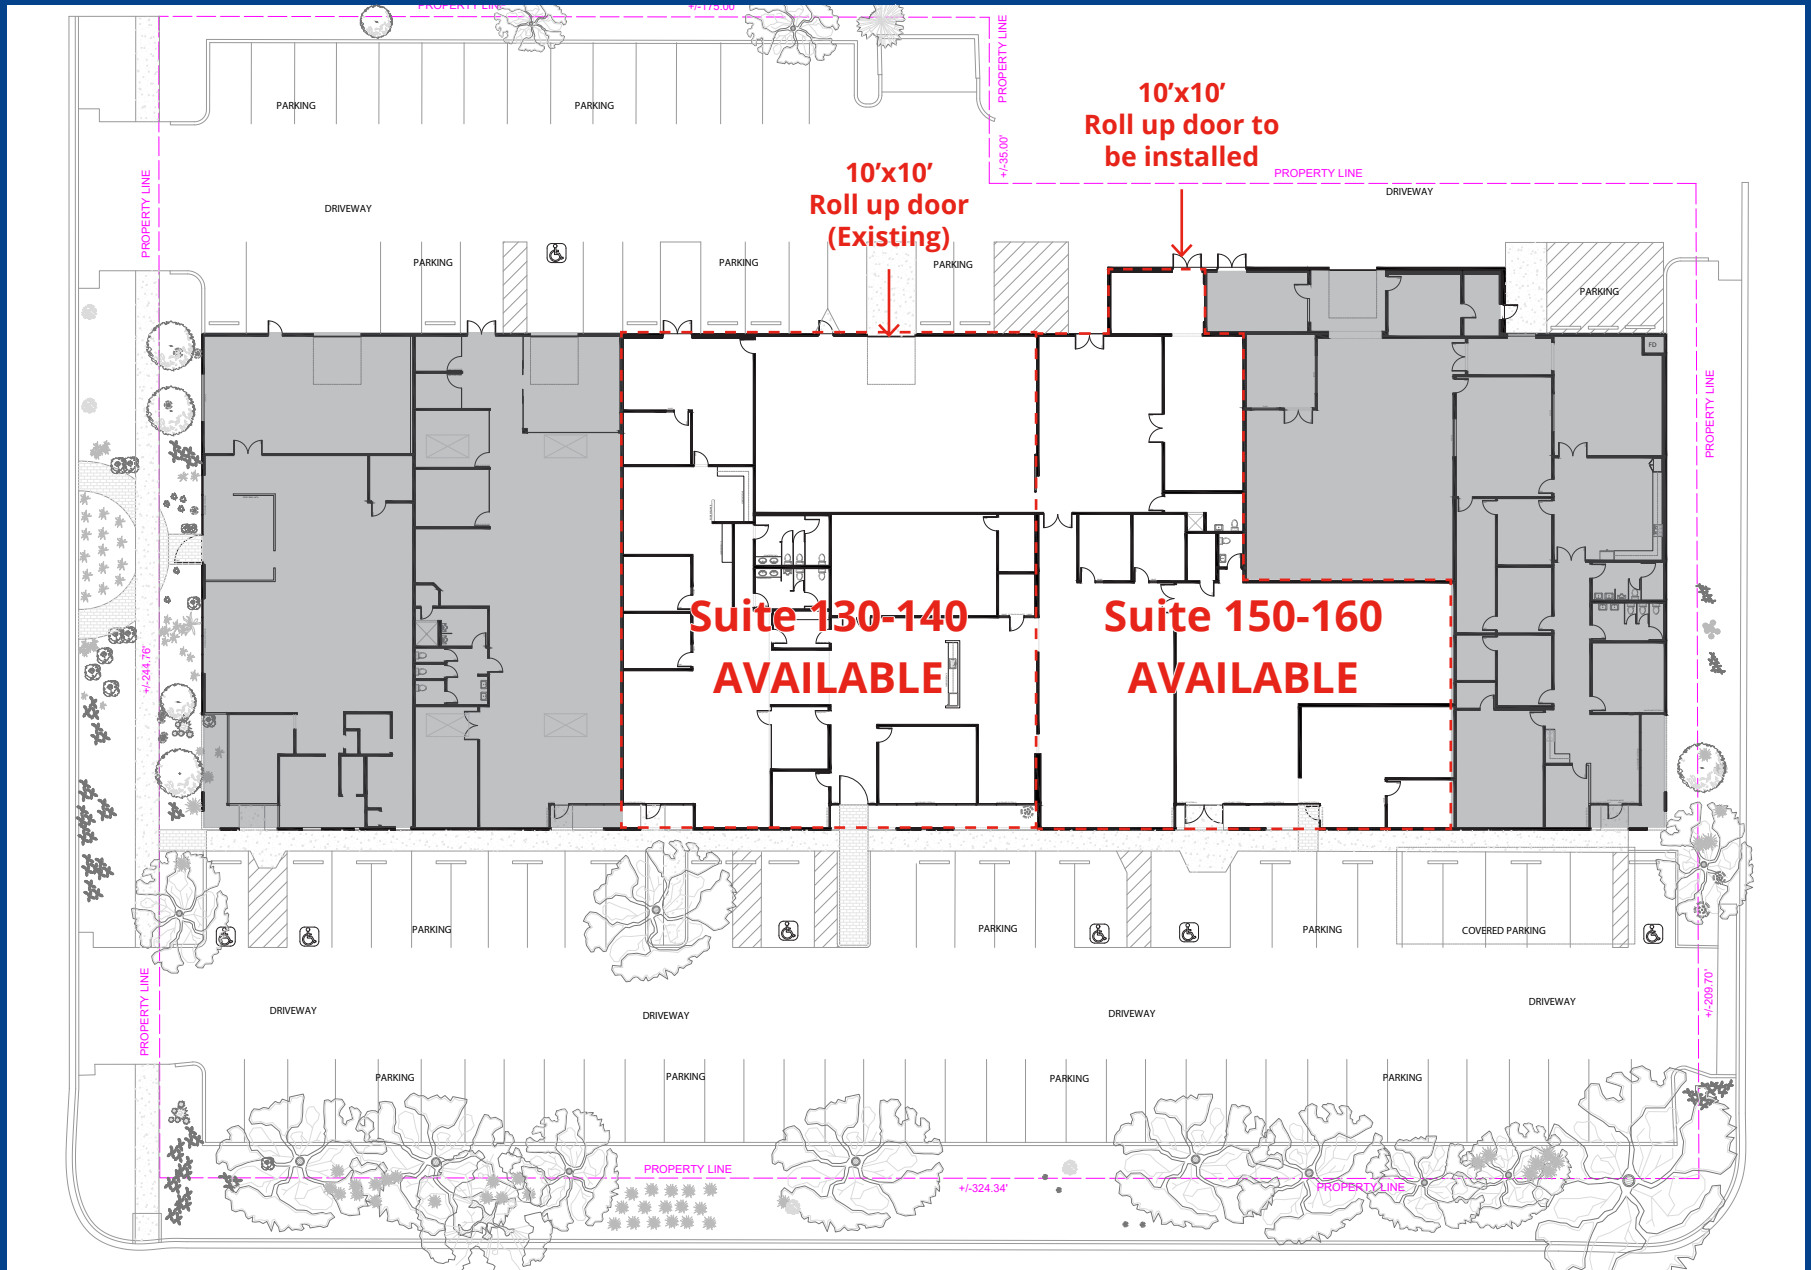 PROPERTY LINE
+/-175.00'
PROPERTY LINE
PARKING
PARKING
10'x10'
Roll up door to
be installed
+/-35.00'
10'x10'
Roll up door
(Existing)
PROPERTY LINE
DRIVEWAY
PROPERTY LINE
DRIVEWAY
PARKING
PARKING
PARKING
PARKING
FD
PROPERTY LINE
Suite 130-140
AVAILABLE
Suite 150-160
AVAILABLE
+/-244.76'
PARKING
PARKING
PARKING
COVERED PARKING
PROPERTY LINE
+/-209.70'
DRIVEWAY
DRIVEWAY
DRIVEWAY
DRIVEWAY
PARKING
PARKING
PARKING
PARKING
PROPERTY LINE
+/-324.34'
PROPERTY LINE